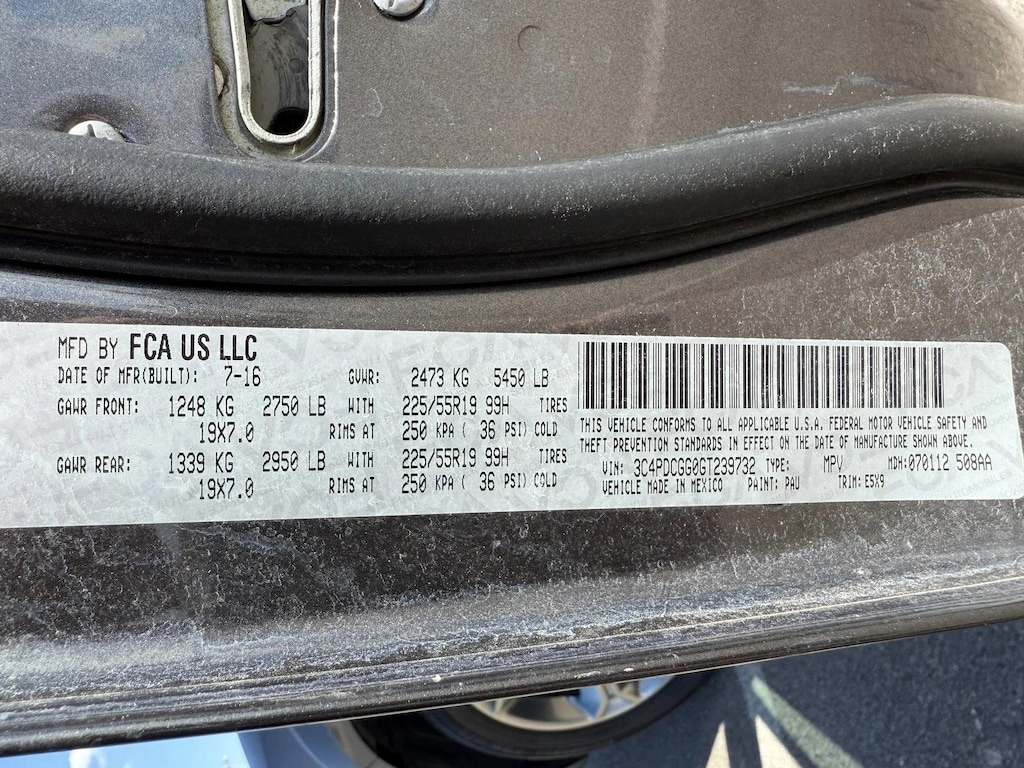 MFD BY FCA US LLC
DATE OF MFR(BUILT): 7-16 GVWR: 2473 KG 5450 LB
GAWR FRONT: 1248 KG 2750 LB WITH 225/55R19 99H TIRES
19X7.0 RIMS AT 250 KPA ( 36 PSI) COLD
GAWR REAR: 1339 KG 2950 LB WITH 225/55R19 99H TIRES
19X7.0 RIMS AT 250 KPA ( 36 PSI) COLD
THIS VEHICLE CONFORMS TO ALL APPLICABLE U.S.A. FEDERAL MOTOR VEHICLE SAFETY AND
THEFT PREVENTION STANDARDS IN EFFECT ON THE DATE OF MANUFACTURE SHOWN ABOVE.
VIN: 3C4PDCGG0GT239732 TYPE: MPV MDH:070112 508AA
VEHICLE MADE IN MEXICO PAINT: PAU TRIM: E5X9